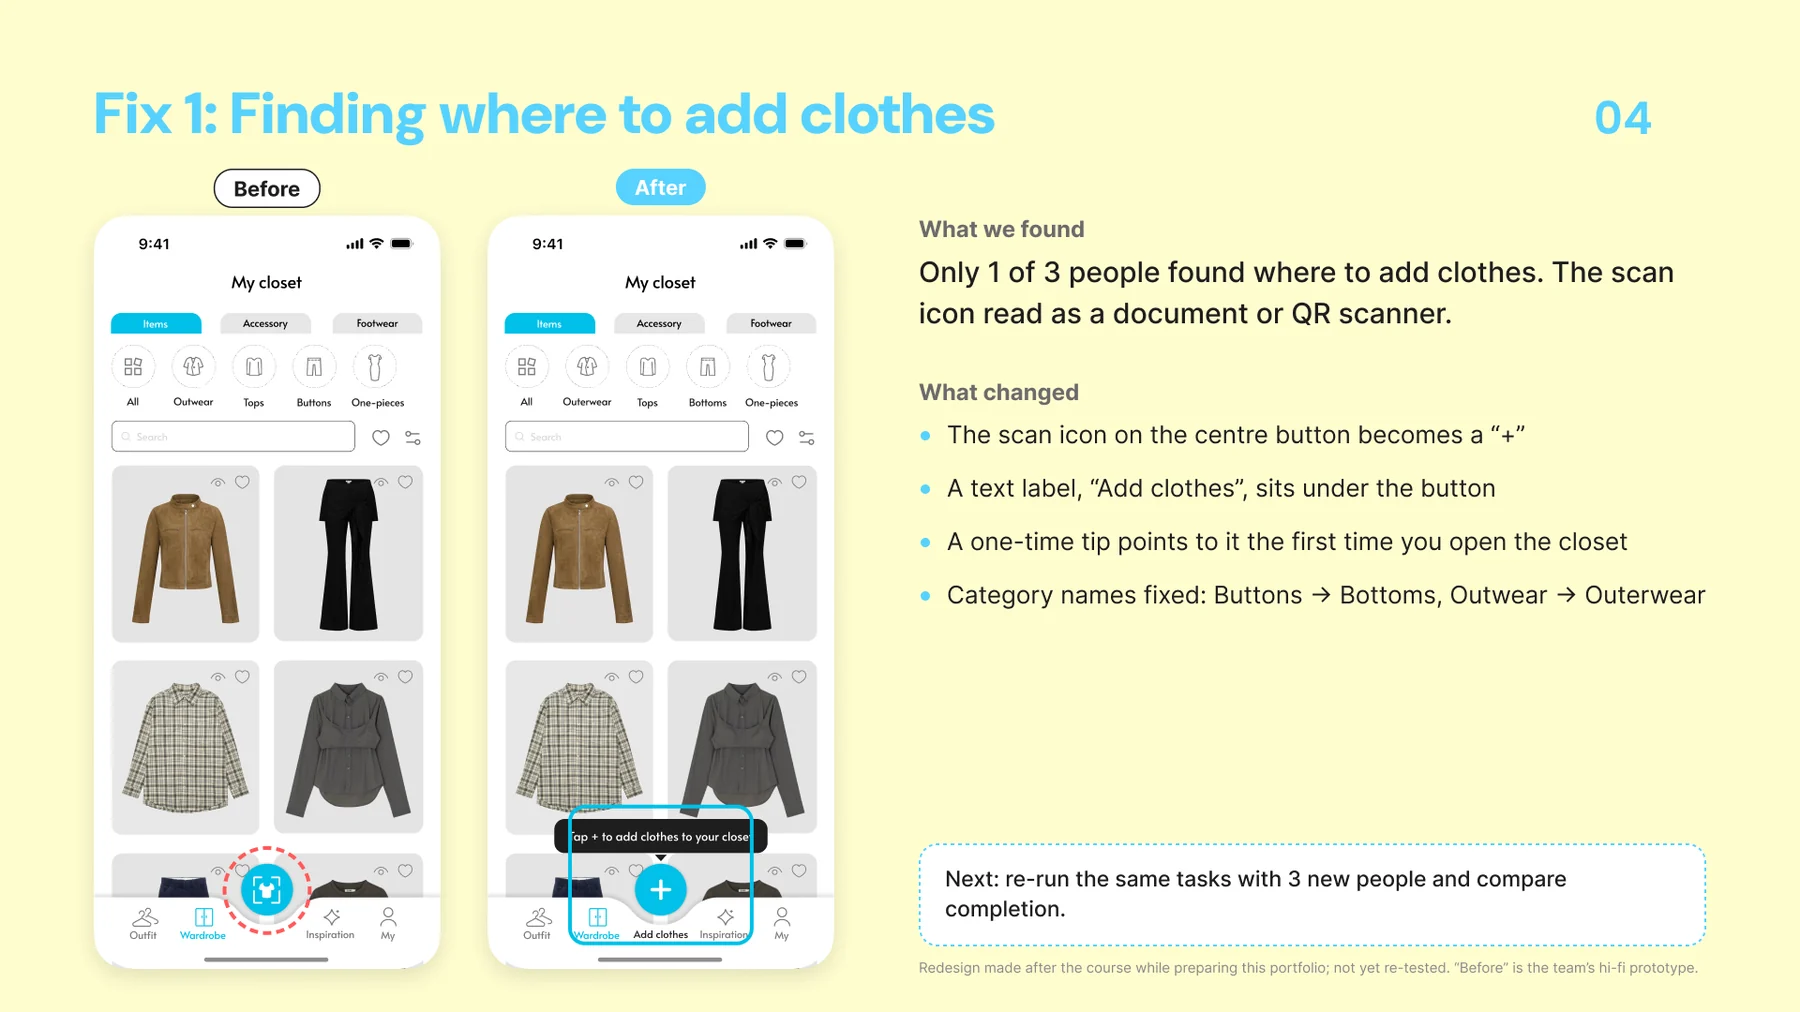 Fix 1: Finding where to add clothes
04
Before
After
9:41
My closet
Items
Accessory
Footwear
All
Outwear
Tops
Buttons
One-pieces
Search
Outfit
Wardrobe
Inspiration
My
9:41
My closet
Items
Accessory
Footwear
All
Outerwear
Tops
Bottoms
One-pieces
Search
Tap + to add clothes to your closet
Outfit
Wardrobe
Add clothes
Inspiration
My
What we found
Only 1 of 3 people found where to add clothes. The scan
icon read as a document or QR scanner.
What changed
• The scan icon on the centre button becomes a “+”
• A text label, “Add clothes”, sits under the button
• A one-time tip points to it the first time you open the closet
• Category names fixed: Buttons → Bottoms, Outwear → Outerwear
Next: re-run the same tasks with 3 new people and compare
completion.
Redesign made after the course while preparing this portfolio; not yet re-tested. “Before” is the team’s hi-fi prototype.